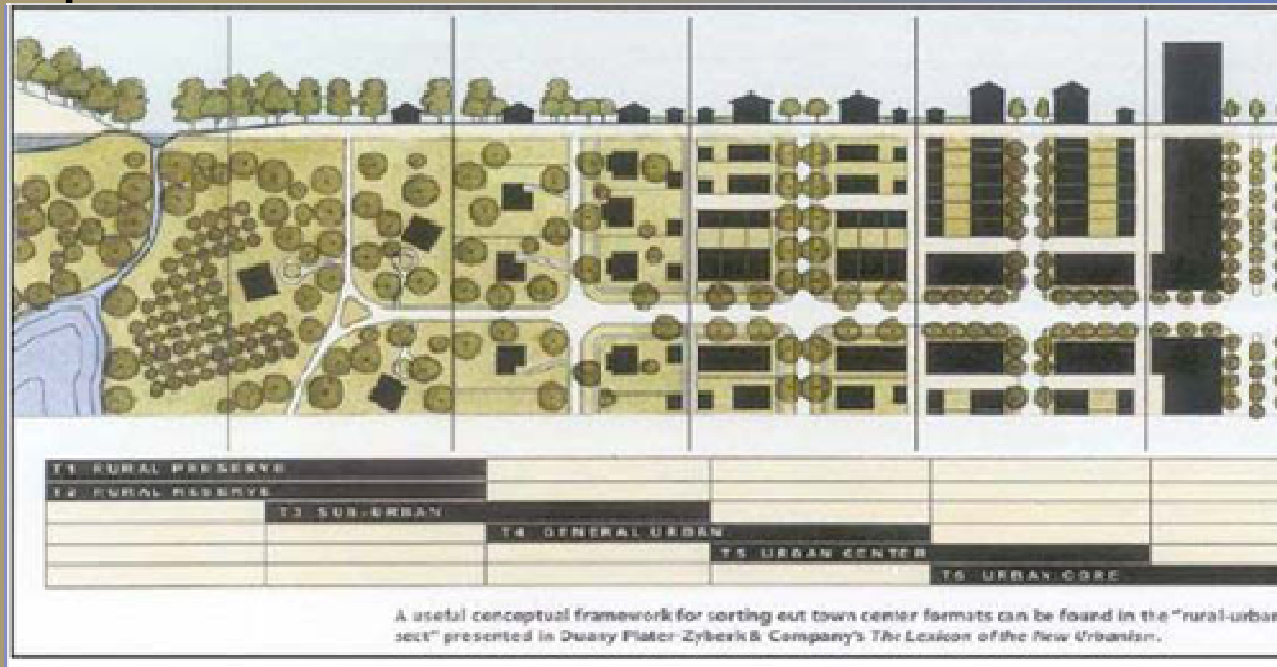 T1 RURAL PRESERVE
T2 RURAL RESERVE
T3 SUB-URBAN
T4 GENERAL URBAN
T5 URBAN CENTER
T6 URBAN CORE
A useful conceptual framework for sorting out town center formats can be found in the "rural-urban
sect" presented in Duany Plater-Zyberk & Company's The Lexicon of the New Urbanism.